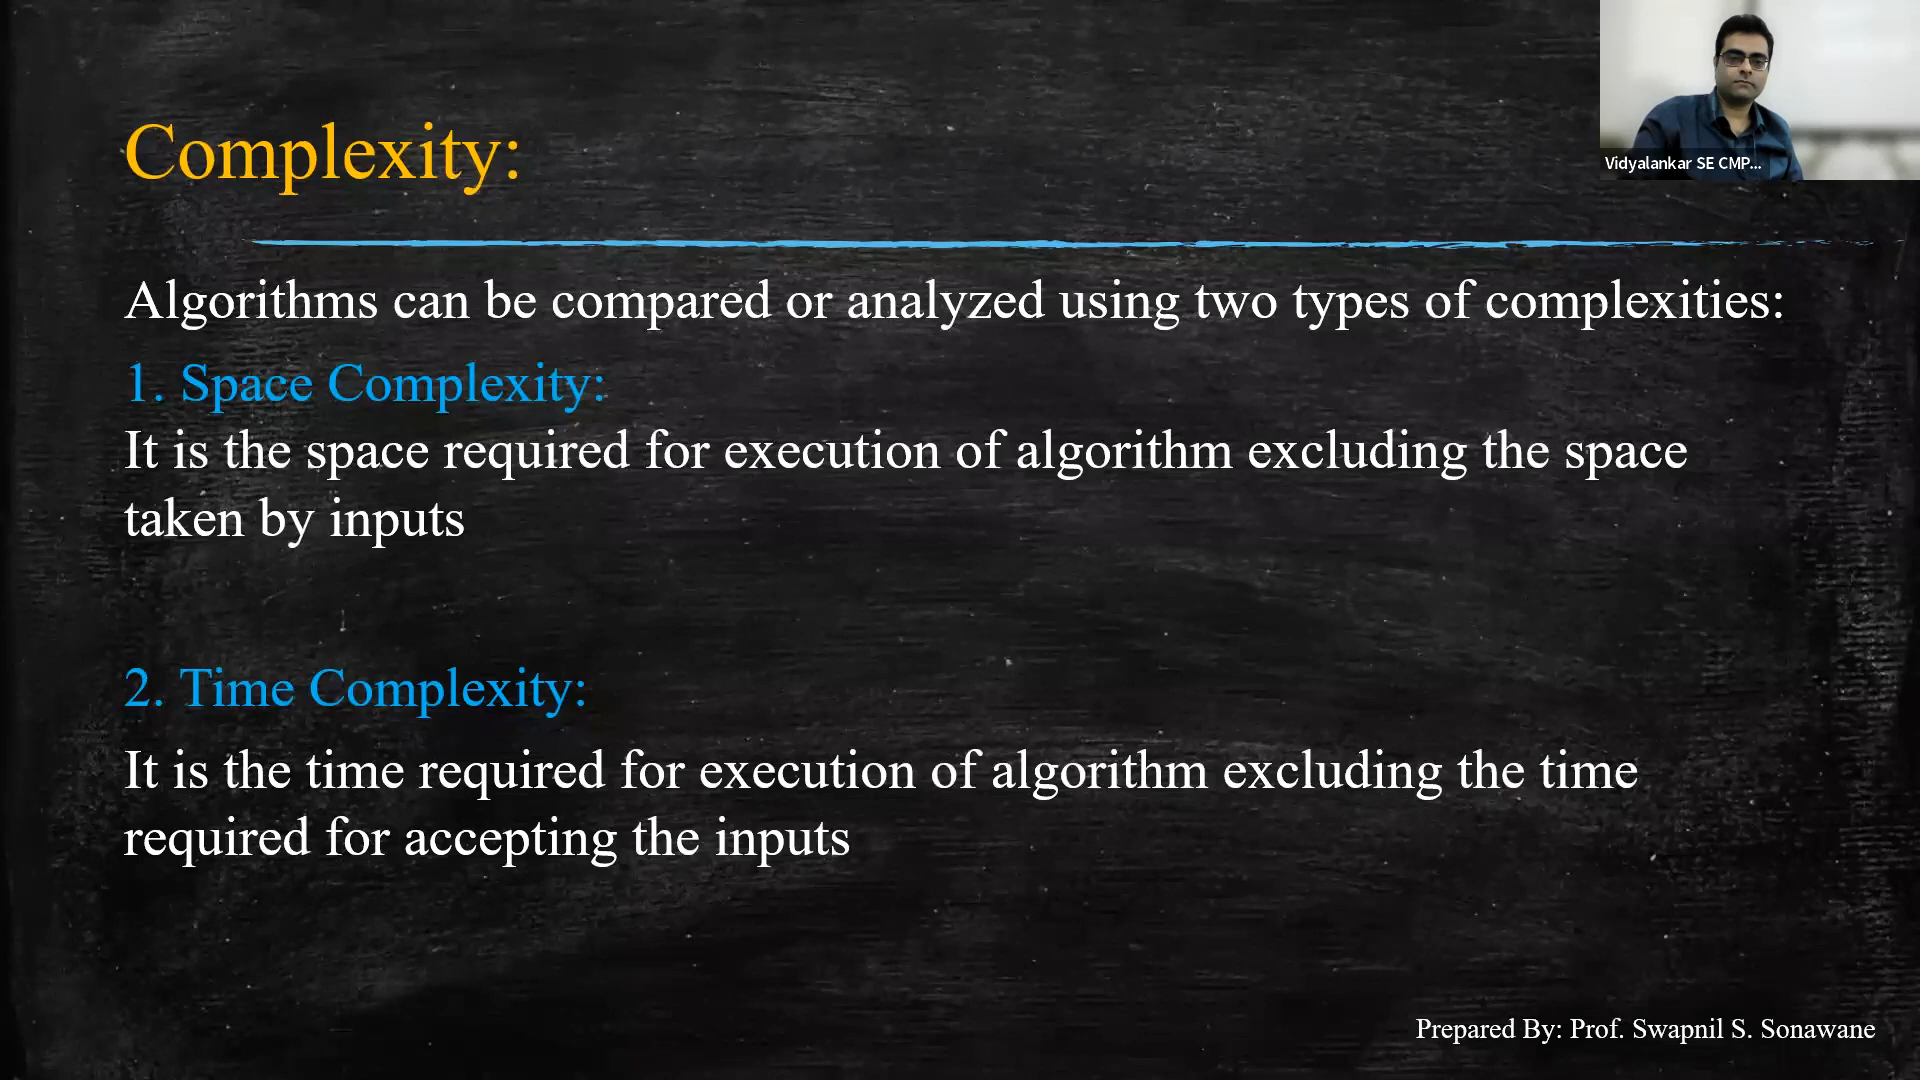 Complexity:
Vidyalankar SE CMP...
Algorithms can be compared or analyzed using two types of complexities:
1. Space Complexity:
It is the space required for execution of algorithm excluding the space
taken by inputs
2. Time Complexity:
It is the time required for execution of algorithm excluding the time
required for accepting the inputs
Prepared By: Prof. Swapnil S. Sonawane